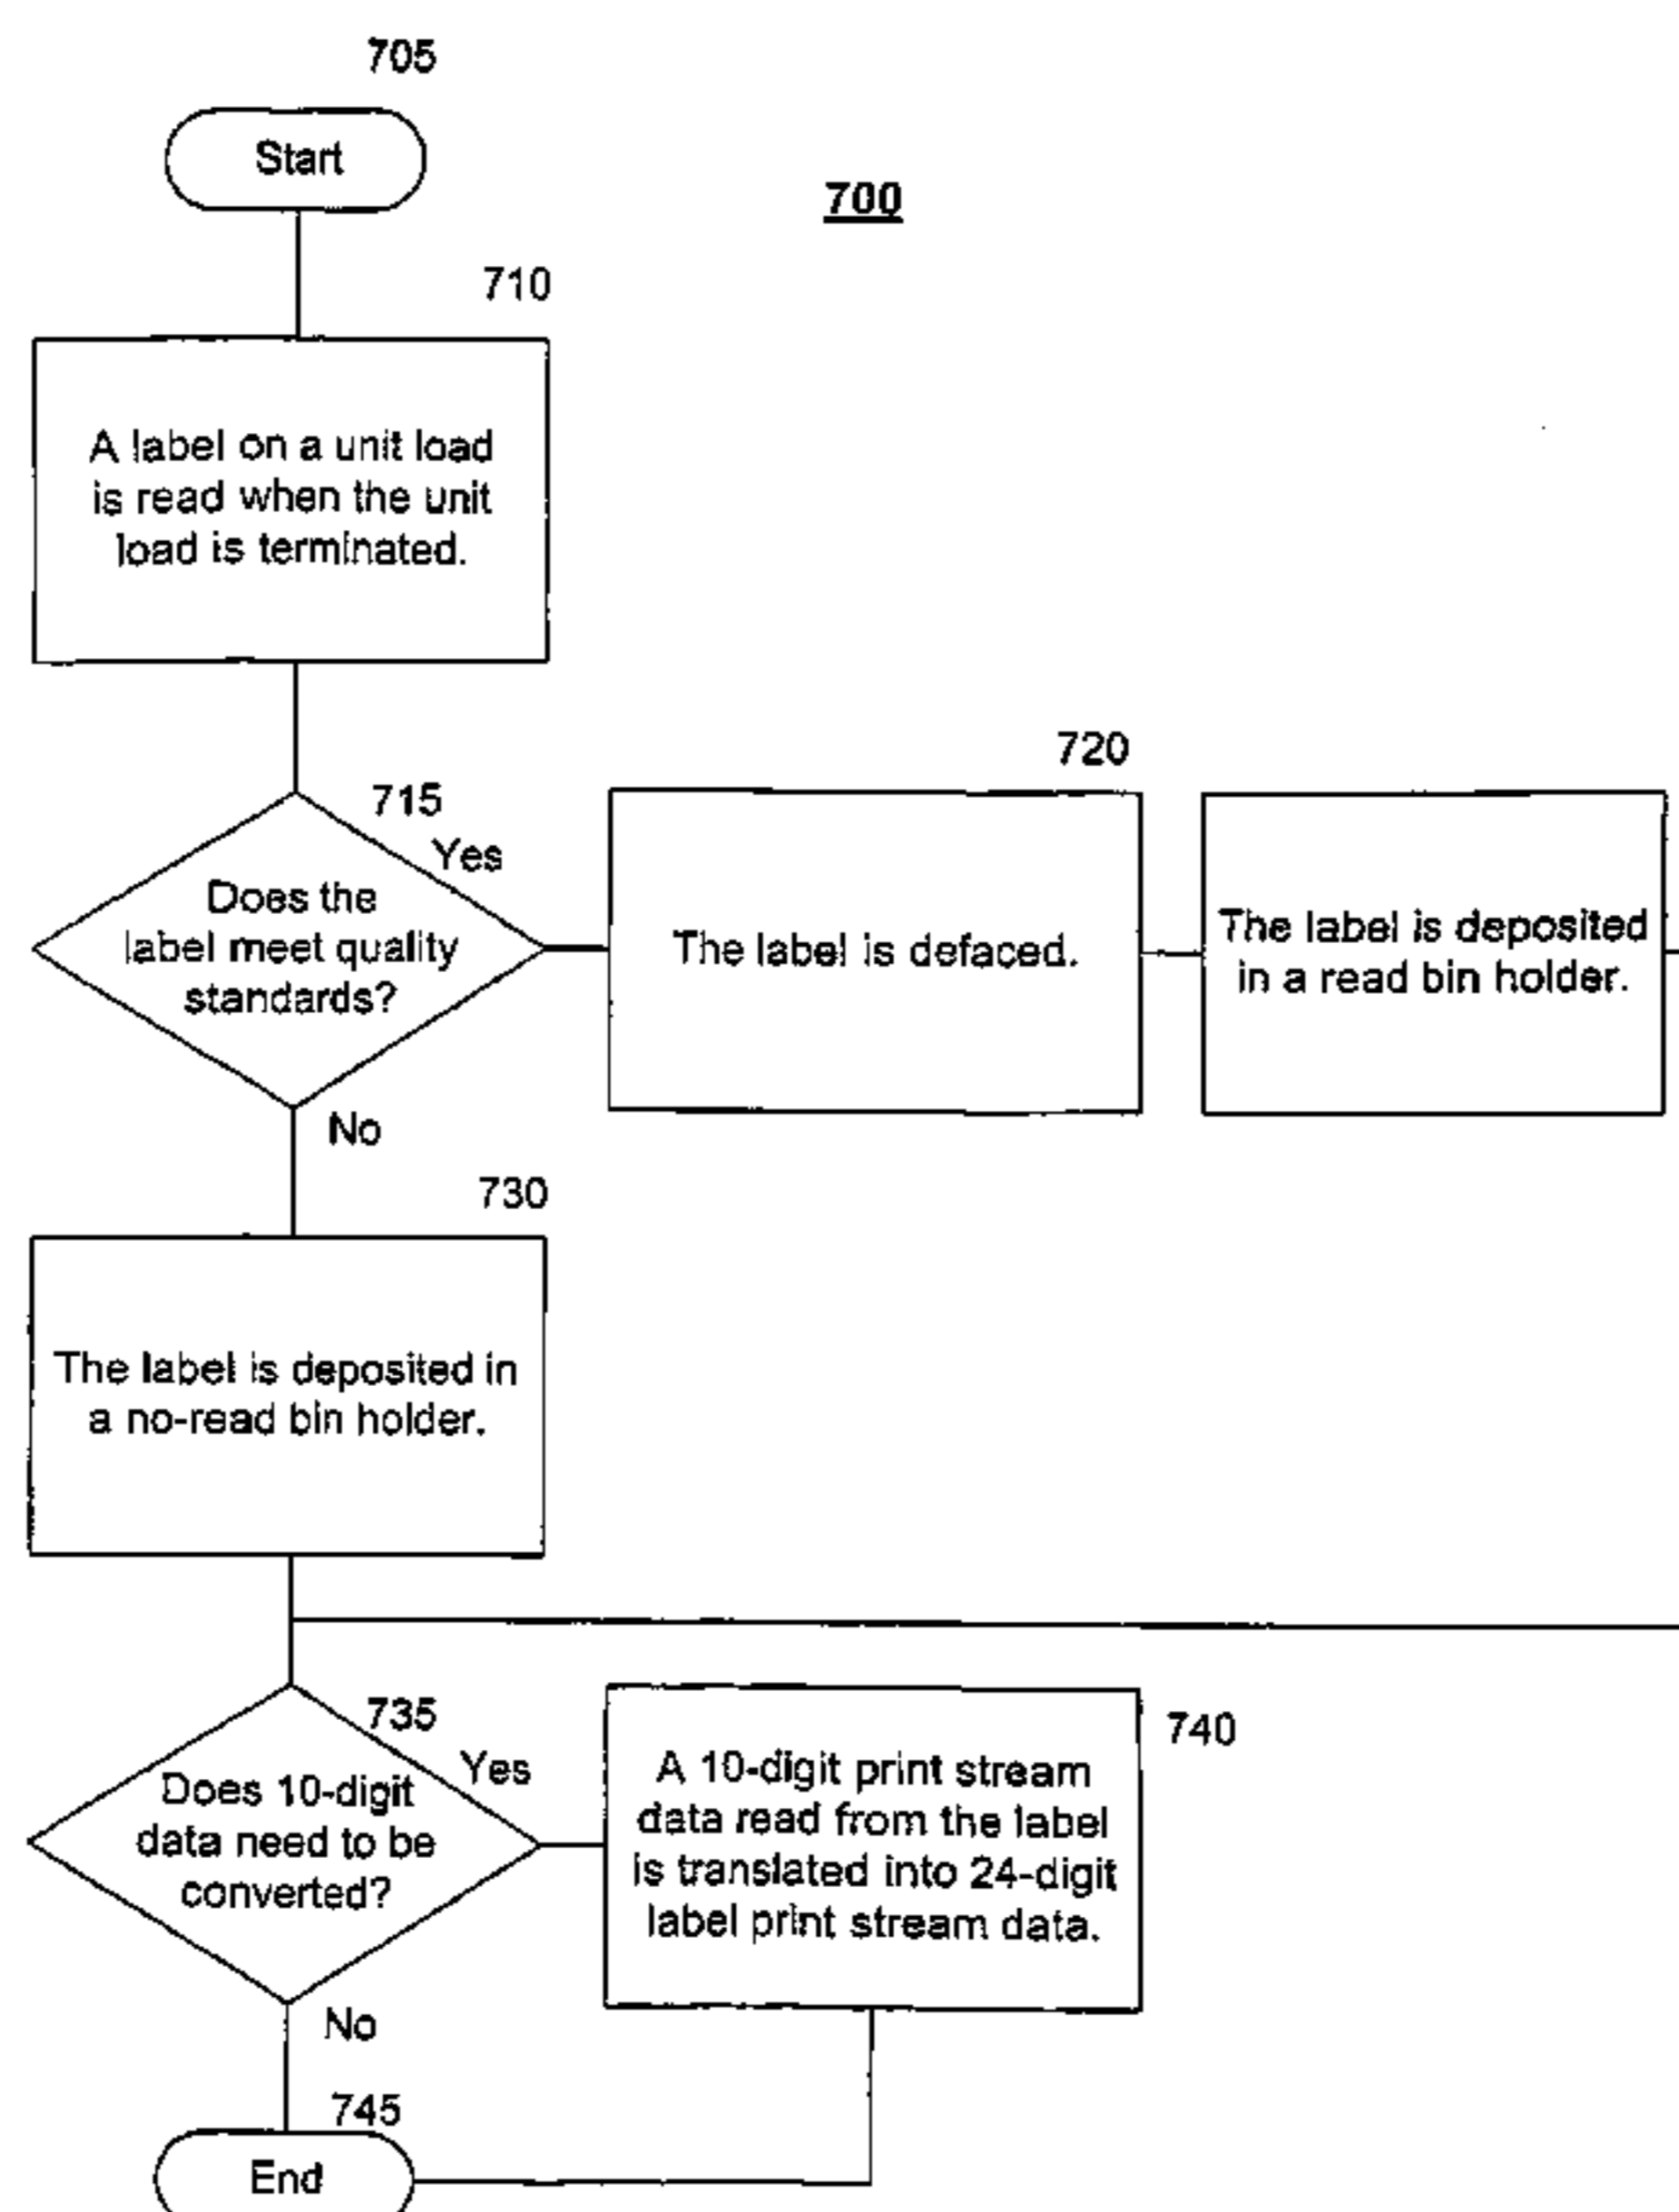 705
Start
700
710
A label on a unit load
is read when the unit
load is terminated.
715
Yes
Does the
label meet quality
standards?
720
The label is defaced.
The label is deposited
in a read bin holder.
No
730
The label is deposited in
a no-read bin holder.
735
Yes
Does 10-digit
data need to be
converted?
740
A 10-digit print stream
data read from the label
is translated into 24-digit
label print stream data.
No
745
End